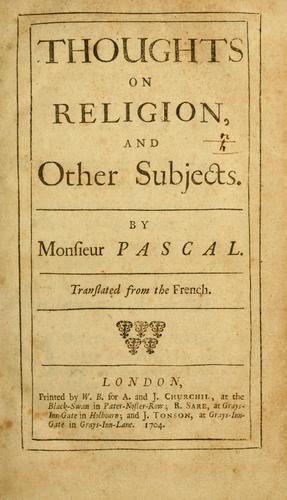 THOUGHTS
ON
RELIGION,
AND
Other Subjects.
BY
Monſieur PASCAL.
Tranſlated from the French.
LONDON,
Printed by W. B. for A. and J. CHURCHIL, at the
Black-Swan in Pater-Noſter-Row; R. SARE, at Grays-
Inn-Gate in Holbourn; and J. TONSON, at Grays-Inn-
Gate in Grays-Inn-Lane. 1704.